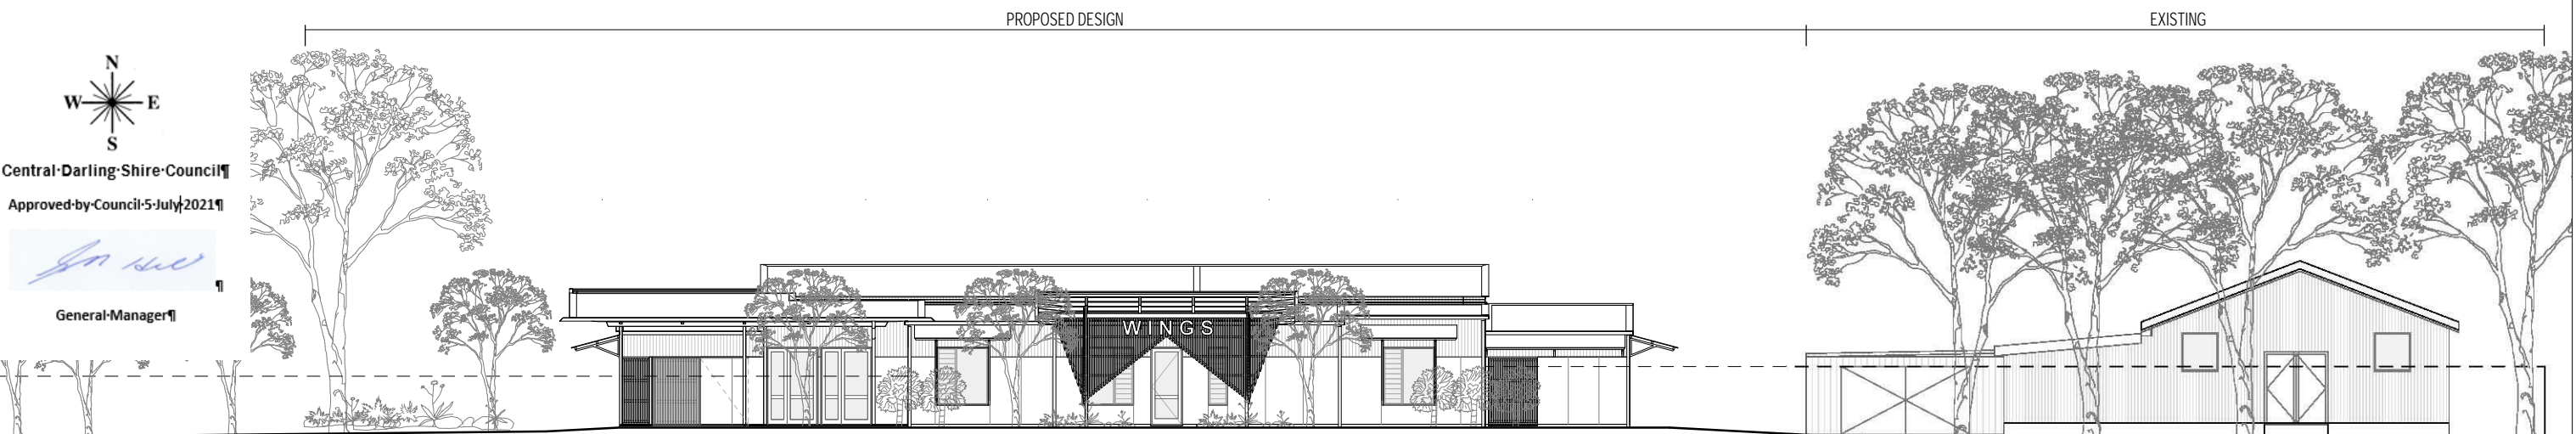 PROPOSED DESIGN
EXISTING
N
W E
S
Central·Darling·Shire·Council¶
Approved·by·Council·5·July·2021¶
¶
General·Manager¶
WINGS